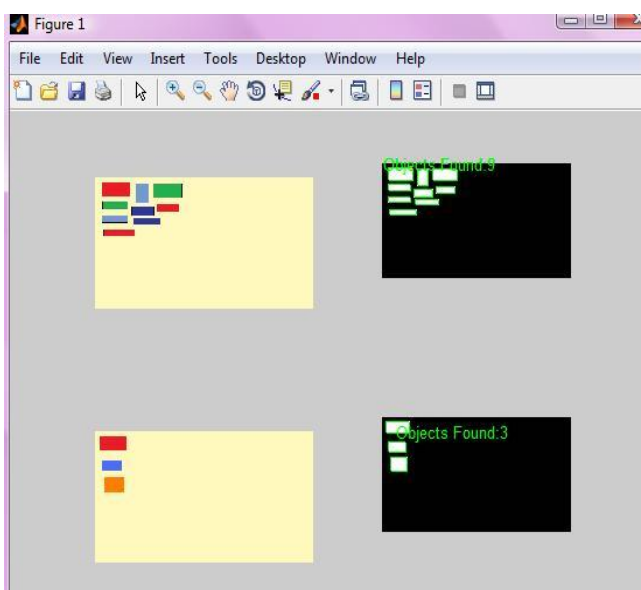 Figure 1
File Edit View Insert Tools Desktop Window Help
Objects Found:9
Objects Found:3